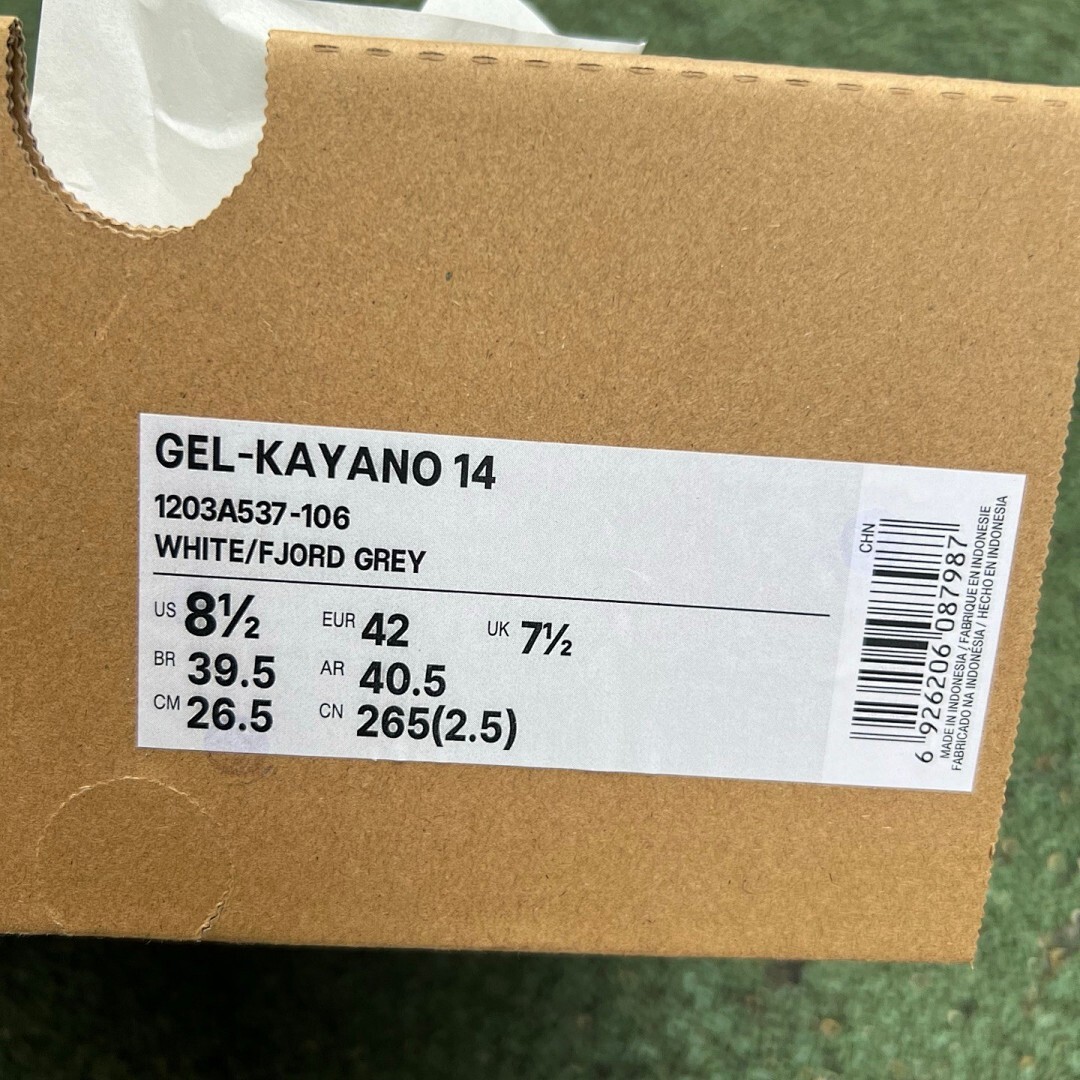 GEL-KAYANO 14
1203A537-106
WHITE/FJORD GREY
US 8½ EUR 42 UK 7½
BR 39.5 AR 40.5
CM 26.5 CN 265(2.5)
CHN
6 926206 087987
MADE IN INDONESIA / FABRIQUE EN INDONESIE
FABRICADO NA INDONÉSIA / HECHO EN INDONESIA